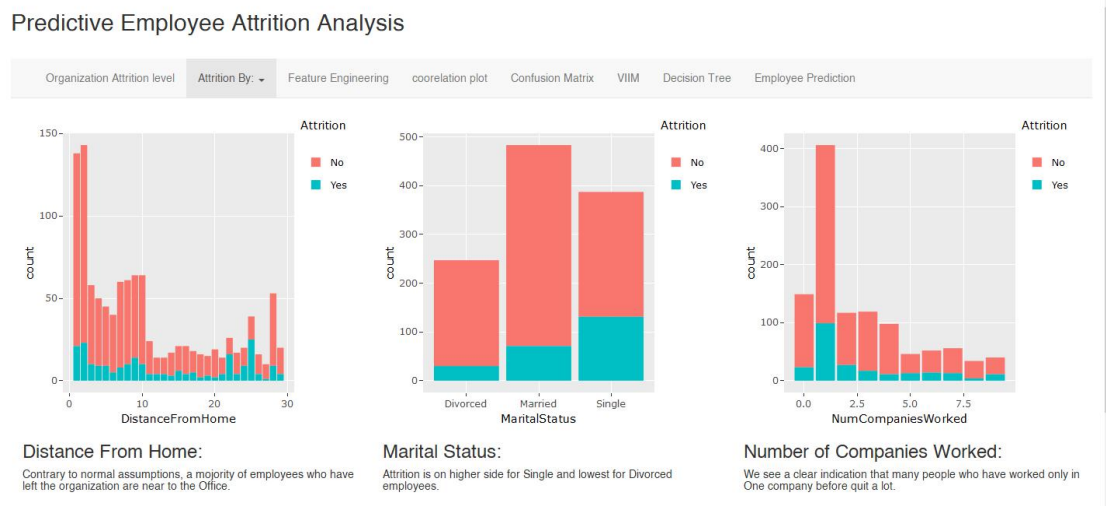 Predictive Employee Attrition Analysis
Organization Attrition level Attrition By: Feature Engineering coorelation plot Confusion Matrix VIIM Decision Tree Employee Prediction
Attrition
No
Yes
150
100
50
0
count
0 10 20 30
DistanceFromHome
Attrition
No
Yes
500
400
300
200
100
0
count
Divorced Married Single
MaritalStatus
Attrition
No
Yes
400
300
200
100
0
count
0.0 2.5 5.0 7.5
NumCompaniesWorked
Distance From Home:
Contrary to normal assumptions, a majority of employees who have
left the organization are near to the Office.
Marital Status:
Attrition is on higher side for Single and lowest for Divorced
employees.
Number of Companies Worked:
We see a clear indication that many people who have worked only in
One company before quit a lot.